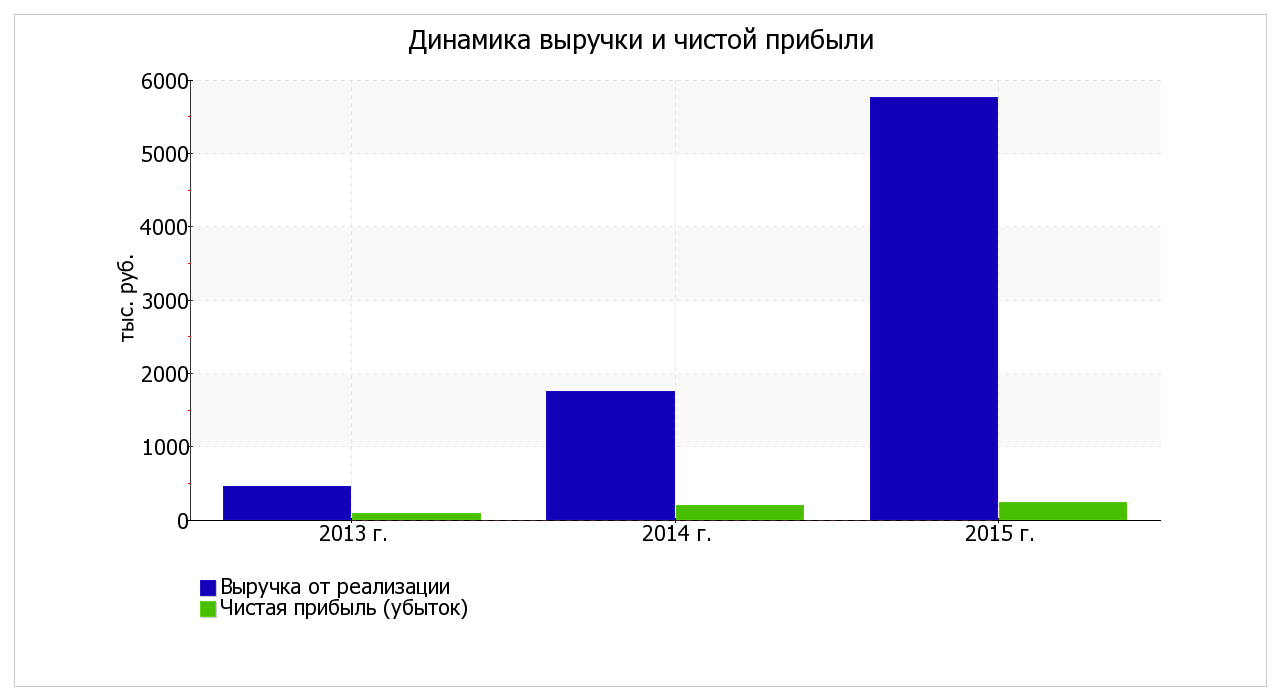 Динамика выручки и чистой прибыли
6000
5000
4000
3000
2000
1000
0
тыс. руб.
2013 г.
2014 г.
2015 г.
Выручка от реализации
Чистая прибыль (убыток)